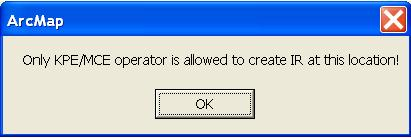 ArcMap
Only KPE/MCE operator is allowed to create IR at this location!
OK